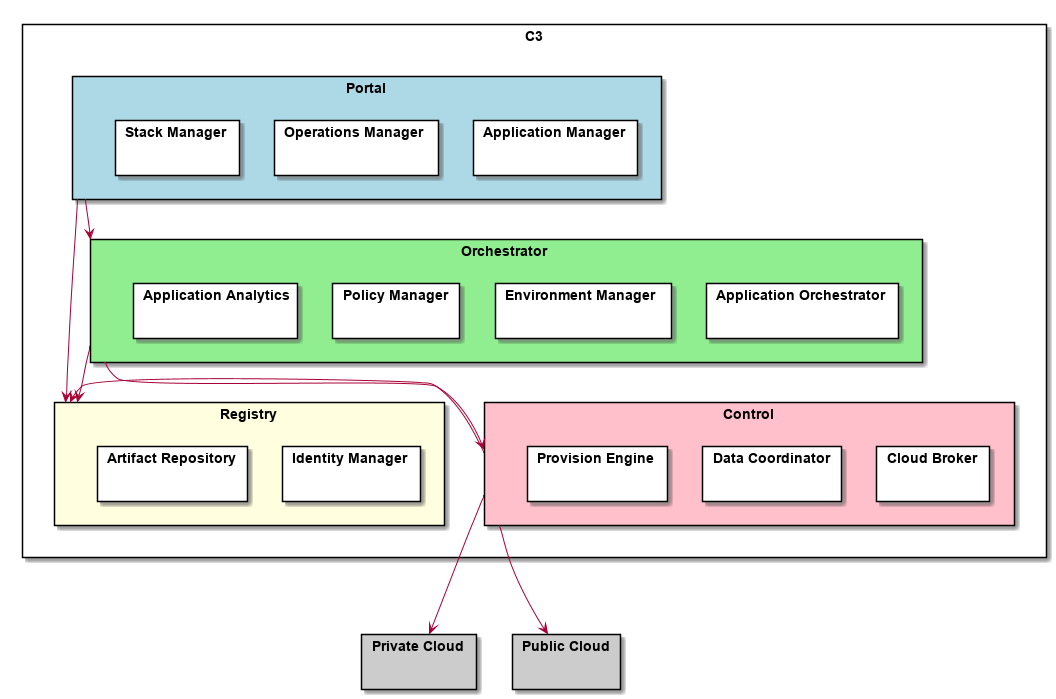 C3
Portal
Stack Manager
Operations Manager
Application Manager
Orchestrator
Application Analytics
Policy Manager
Environment Manager
Application Orchestrator
Registry
Artifact Repository
Identity Manager
Control
Provision Engine
Data Coordinator
Cloud Broker
Private Cloud
Public Cloud